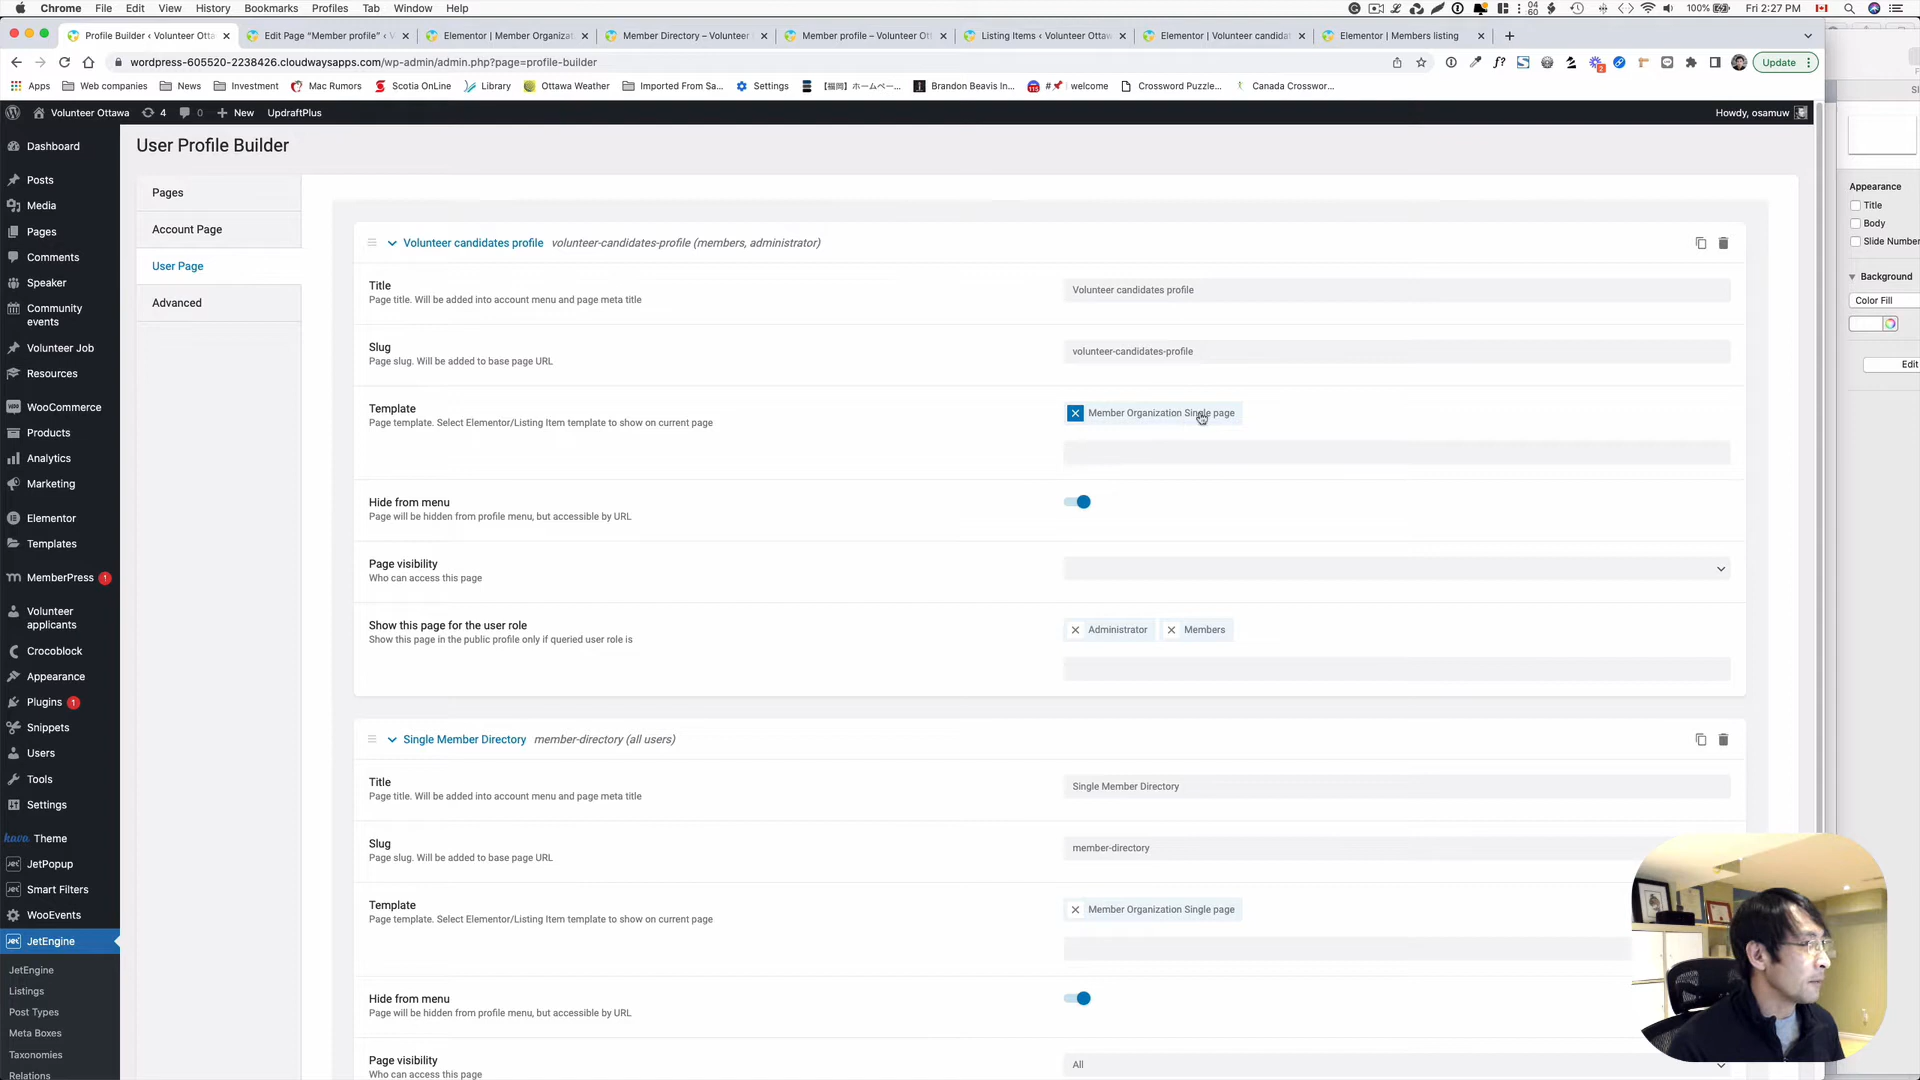 Chrome File Edit View History Bookmarks Profiles Tab Window Help
04
60
100% Fri 2:27 PM
Profile Builder ‹ Volunteer Otta
Edit Page “Member profile” ‹ V
Elementor | Member Organizat
Member Directory – Volunteer
Member profile – Volunteer Ot
Listing Items ‹ Volunteer Ottaw
Elementor | Volunteer candidat
Elementor | Members listing
wordpress-605520-2238426.cloudwaysapps.com/wp-admin/admin.php?page=profile-builder
Update
Apps Web companies News Investment Mac Rumors Scotia OnLine Library Ottawa Weather Imported From Sa... Settings 【福岡】ホームペー... Brandon Beavis In... welcome Crossword Puzzle... Canada Crosswor...
Volunteer Ottawa 4 0 New UpdraftPlus
Howdy, osamuw
Dashboard
Posts
Media
Pages
Comments
Speaker
Community events
Volunteer Job
Resources
WooCommerce
Products
Analytics
Marketing
Elementor
Templates
MemberPress 1
Volunteer applicants
Crocoblock
Appearance
Plugins 1
Snippets
Users
Tools
Settings
kava Theme
JetPopup
Smart Filters
WooEvents
JetEngine
JetEngine
Listings
Post Types
Meta Boxes
Taxonomies
Relations
User Profile Builder
Pages
Account Page
User Page
Advanced
Volunteer candidates profile volunteer-candidates-profile (members, administrator)
Title
Page title. Will be added into account menu and page meta title
Volunteer candidates profile
Slug
Page slug. Will be added to base page URL
volunteer-candidates-profile
Template
Page template. Select Elementor/Listing Item template to show on current page
Member Organization Single page
Hide from menu
Page will be hidden from profile menu, but accessible by URL
Page visibility
Who can access this page
Show this page for the user role
Show this page in the public profile only if queried user role is
Administrator Members
Single Member Directory member-directory (all users)
Title
Page title. Will be added into account menu and page meta title
Single Member Directory
Slug
Page slug. Will be added to base page URL
member-directory
Template
Page template. Select Elementor/Listing Item template to show on current page
Member Organization Single page
Hide from menu
Page will be hidden from profile menu, but accessible by URL
Page visibility
Who can access this page
All
Appearance
Title
Body
Slide Number
Background
Color Fill
Edit